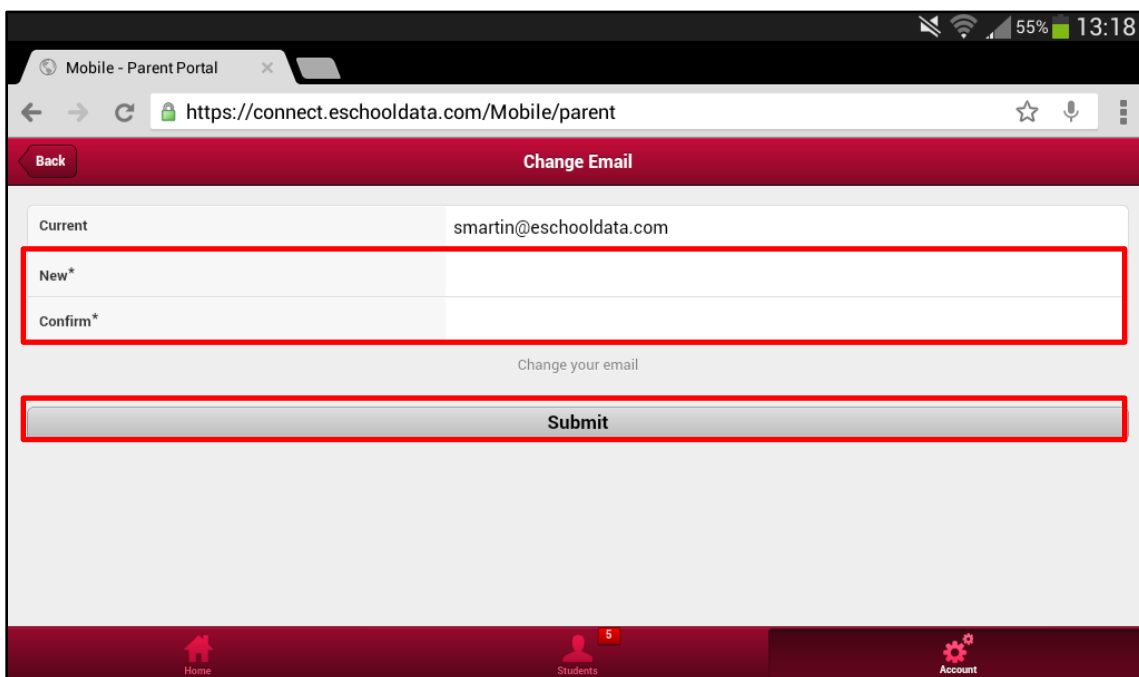 55% 13:18
Mobile - Parent Portal
https://connect.eschooldata.com/Mobile/parent
Back Change Email
Current smartin@eschooldata.com
New*
Confirm*
Change your email
Submit
5
Home Students Account